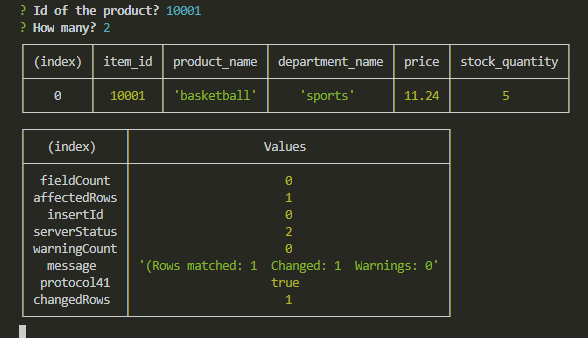 ? Id of the product? 10001
? How many? 2
(index) item_id product_name department_name price stock_quantity
0 10001 'basketball' 'sports' 11.24 5
(index) Values
fieldCount 0
affectedRows 1
insertId 0
serverStatus 2
warningCount 0
message '(Rows matched: 1  Changed: 1  Warnings: 0'
protocol41 true
changedRows 1